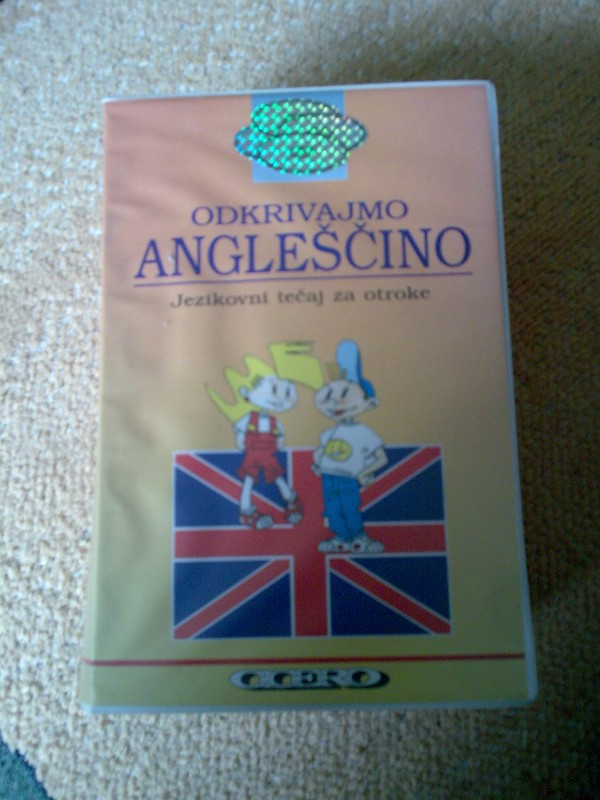 ODKRIVAJMO
ANGLEŠČINO
Jezikovni tečaj za otroke
CICERO